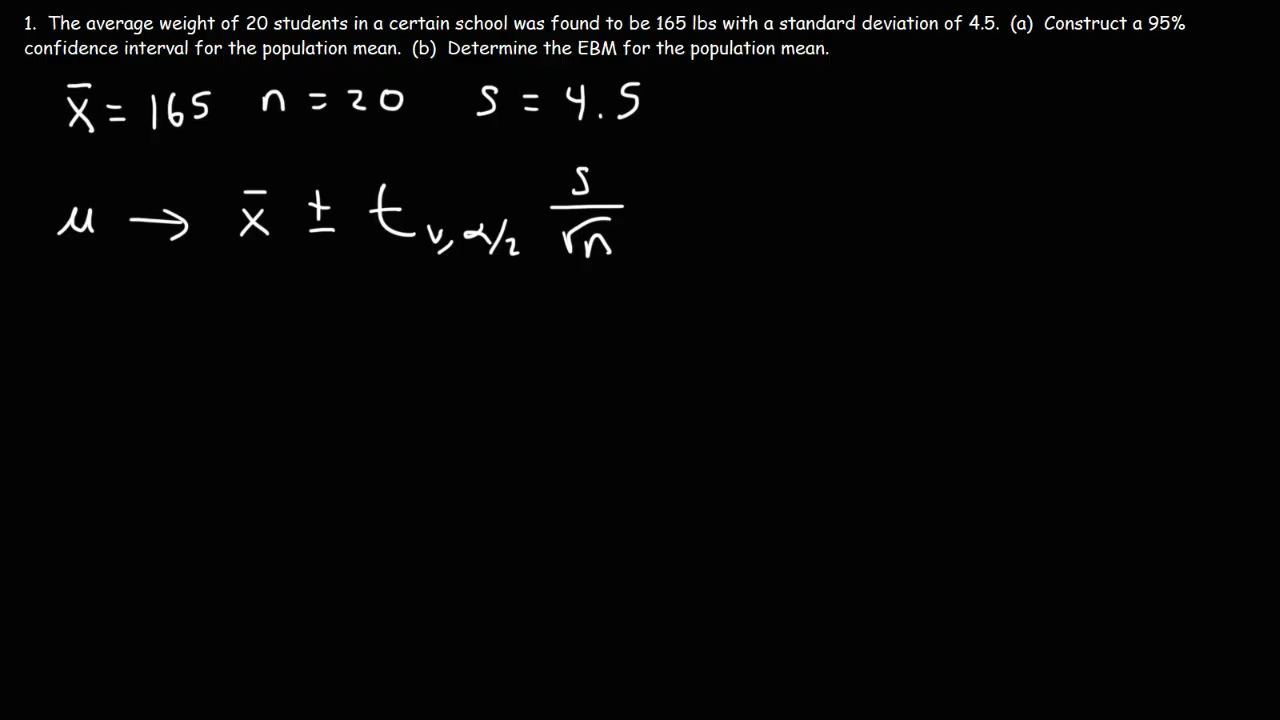 1. The average weight of 20 students in a certain school was found to be 165 lbs with a standard deviation of 4.5. (a) Construct a 95%
confidence interval for the population mean. (b) Determine the EBM for the population mean.
x̄ = 165 n = 20 s = 4.5
μ → x̄ ± t_{v, α/2} s/√n